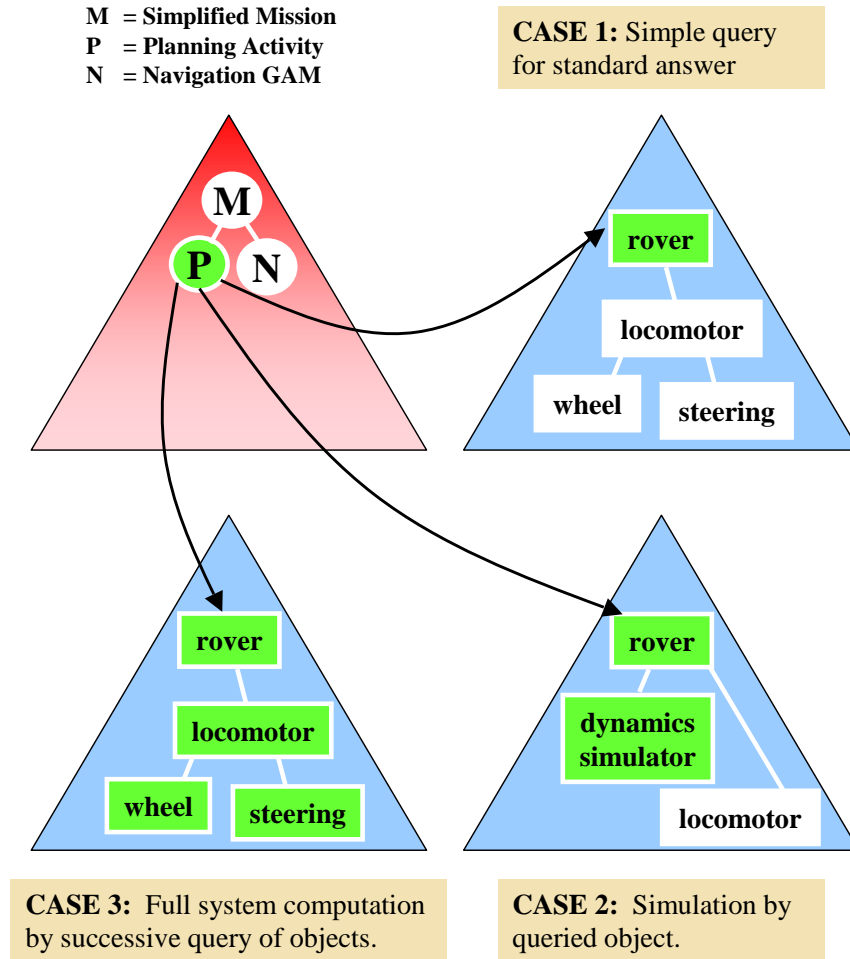 M = Simplified Mission
P = Planning Activity
N = Navigation GAM
CASE 1: Simple query
for standard answer
M
P
N
rover
locomotor
wheel
steering
rover
locomotor
wheel
steering
rover
dynamics
simulator
locomotor
CASE 3: Full system computation
by successive query of objects.
CASE 2: Simulation by
queried object.